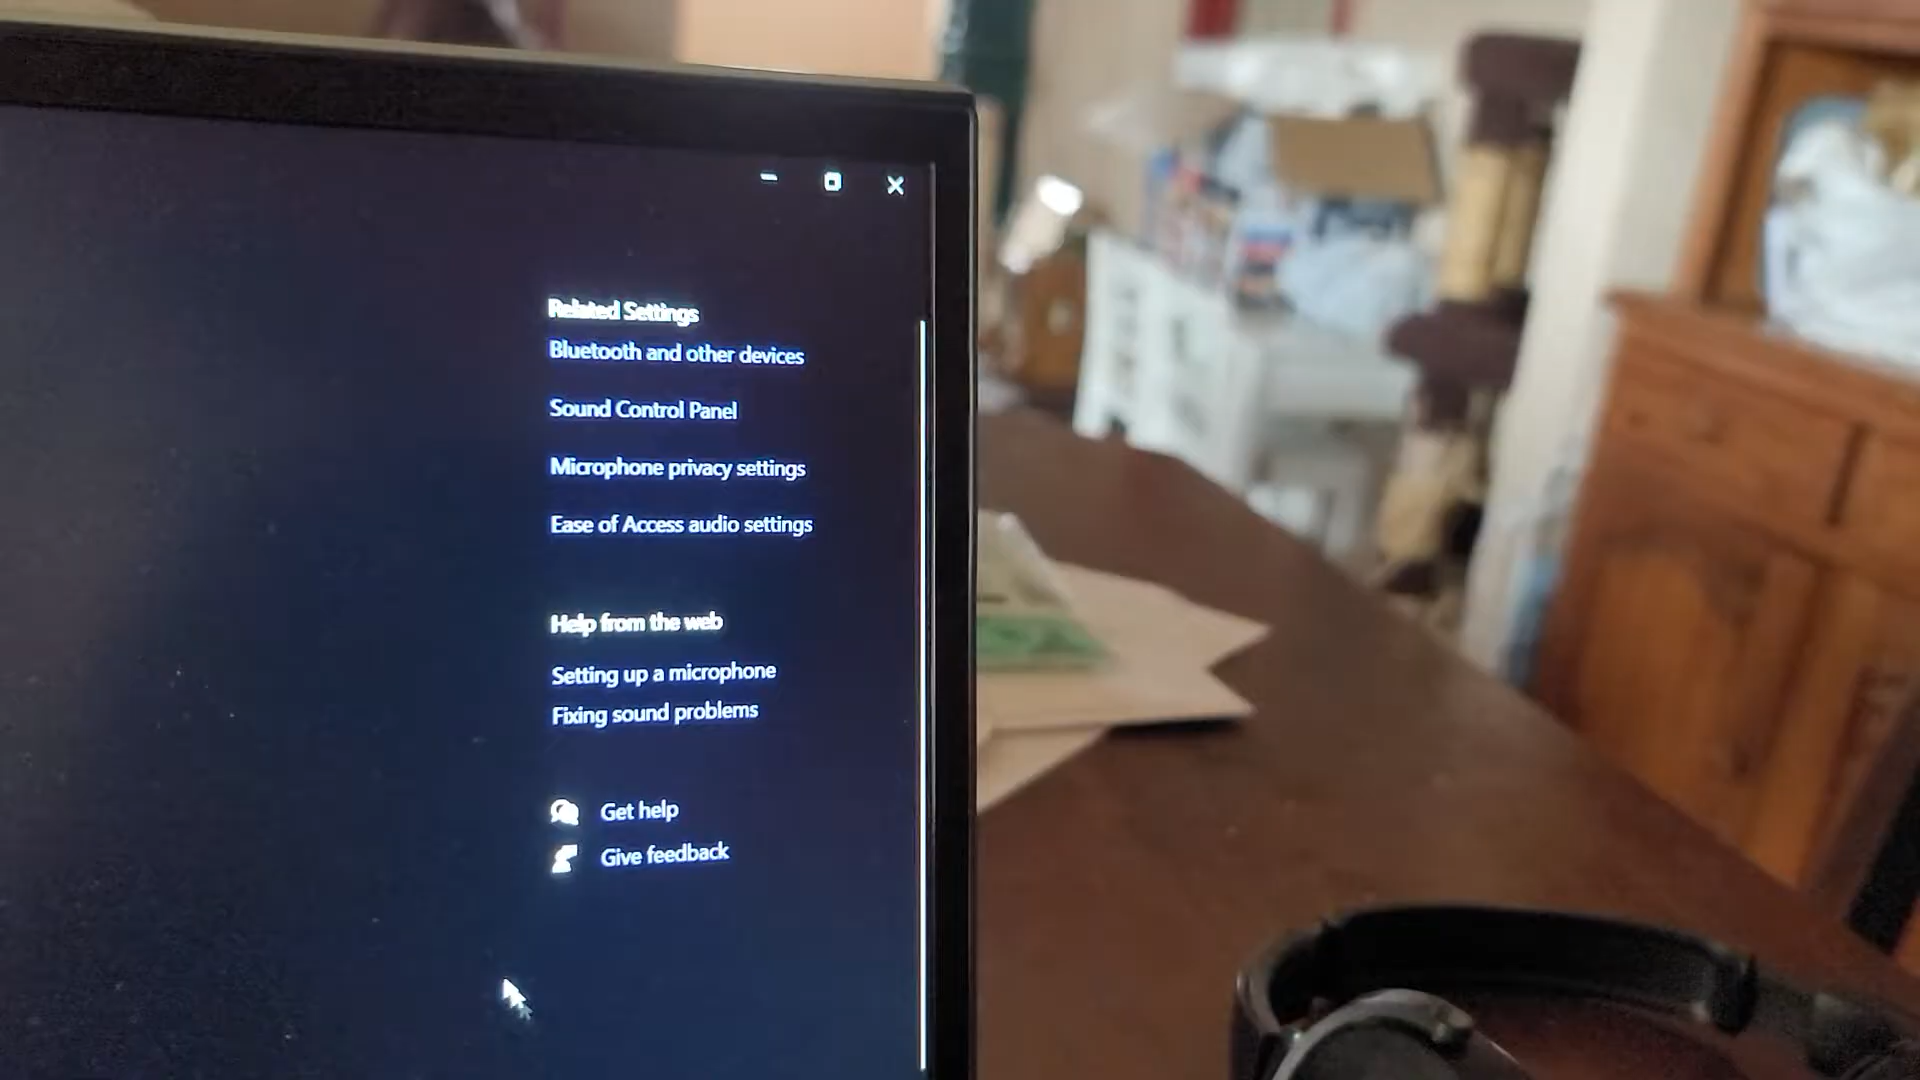 Related Settings
Bluetooth and other devices
Sound Control Panel
Microphone privacy settings
Ease of Access audio settings
Help from the web
Setting up a microphone
Fixing sound problems
Get help
Give feedback